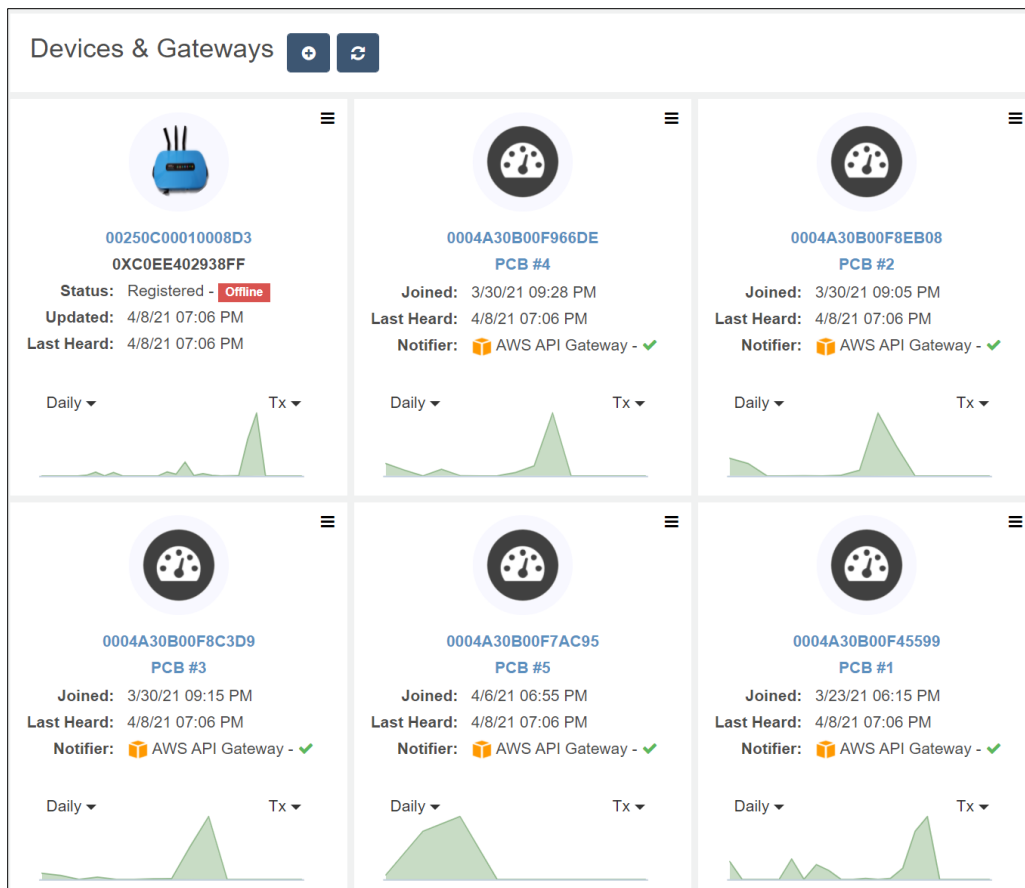 Devices & Gateways
00250C00010008D3
0XC0EE402938FF
Status: Registered - Offline
Updated: 4/8/21 07:06 PM
Last Heard: 4/8/21 07:06 PM
Daily Tx
0004A30B00F966DE
PCB #4
Joined: 3/30/21 09:28 PM
Last Heard: 4/8/21 07:06 PM
Notifier: AWS API Gateway -
Daily Tx
0004A30B00F8EB08
PCB #2
Joined: 3/30/21 09:05 PM
Last Heard: 4/8/21 07:06 PM
Notifier: AWS API Gateway -
Daily Tx
0004A30B00F8C3D9
PCB #3
Joined: 3/30/21 09:15 PM
Last Heard: 4/8/21 07:06 PM
Notifier: AWS API Gateway -
Daily Tx
0004A30B00F7AC95
PCB #5
Joined: 4/6/21 06:55 PM
Last Heard: 4/8/21 07:06 PM
Notifier: AWS API Gateway -
Daily Tx
0004A30B00F45599
PCB #1
Joined: 3/23/21 06:15 PM
Last Heard: 4/8/21 07:06 PM
Notifier: AWS API Gateway -
Daily Tx